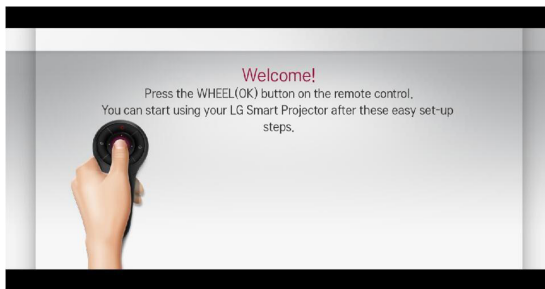 Welcome!
Press the WHEEL(OK) button on the remote control.
You can start using your LG Smart Projector after these easy set-up
steps.